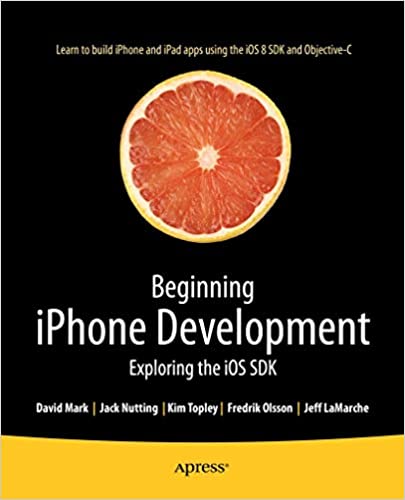 Learn to build iPhone and iPad apps using the iOS 8 SDK and Objective-C
Beginning
iPhone Development
Exploring the iOS SDK
David Mark | Jack Nutting | Kim Topley | Fredrik Olsson | Jeff LaMarche
Apress®